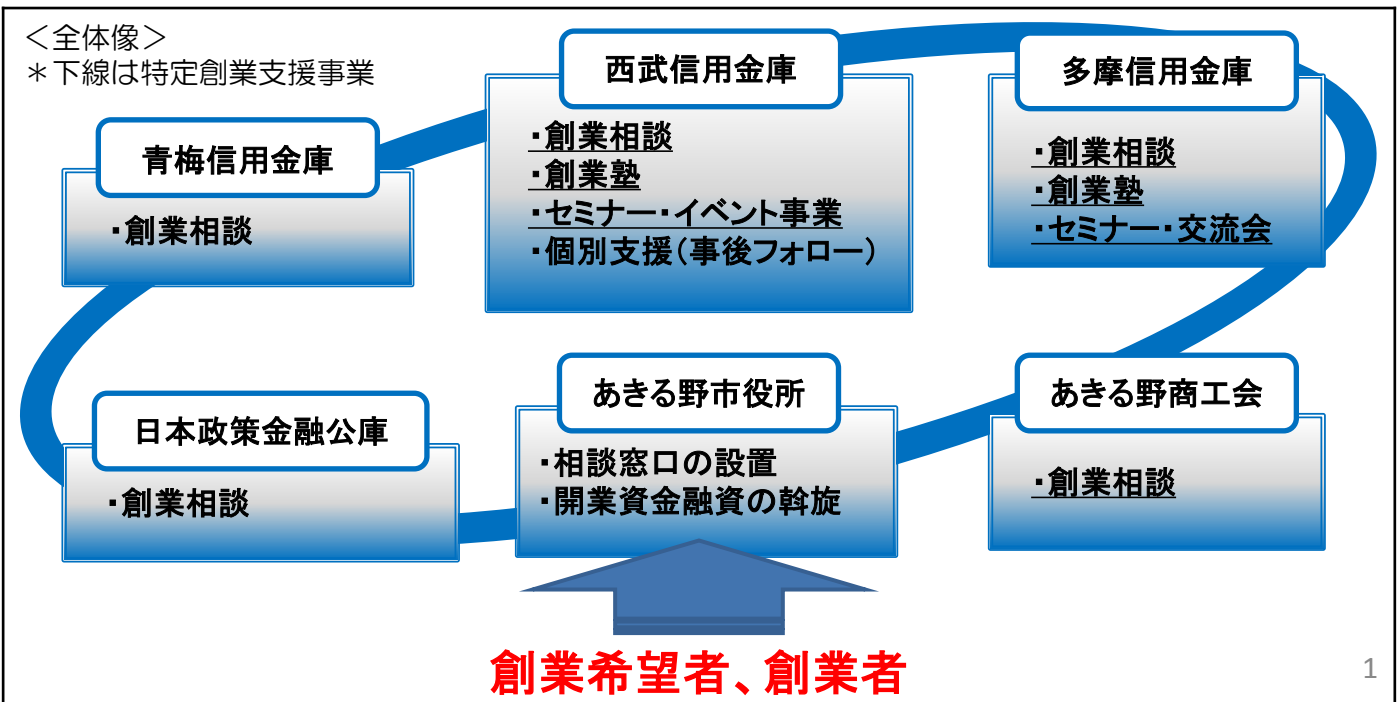 ＜全体像＞
＊下線は特定創業支援事業
青梅信用金庫
・創業相談
西武信用金庫
・創業相談
・創業塾
・セミナー・イベント事業
・個別支援（事後フォロー）
多摩信用金庫
・創業相談
・創業塾
・セミナー・交流会
日本政策金融公庫
・創業相談
あきる野市役所
・相談窓口の設置
・開業資金融資の斡旋
あきる野商工会
・創業相談
創業希望者、創業者
1